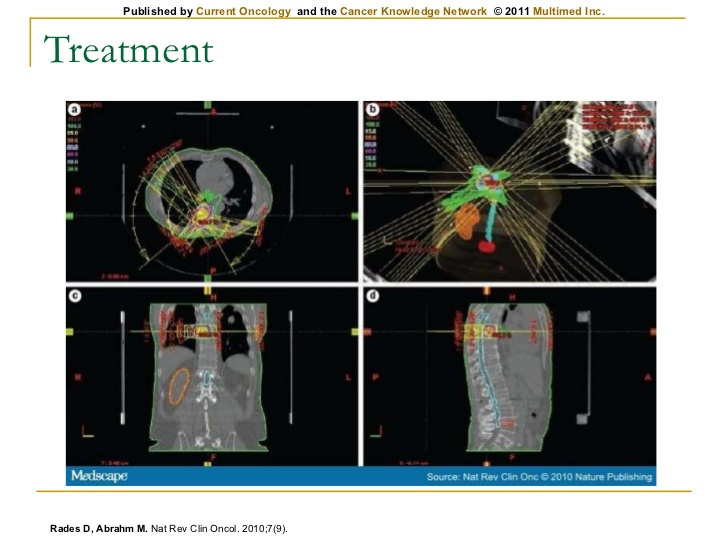 Published by Current Oncology and the Cancer Knowledge Network © 2011 Multimed Inc.
Treatment
a
b
A
R
L
P
c
d
H
H
R
L
P
A
F
F
Medscape
Source: Nat Rev Clin Onc © 2010 Nature Publishing
Rades D, Abrahm M. Nat Rev Clin Oncol. 2010;7(9).